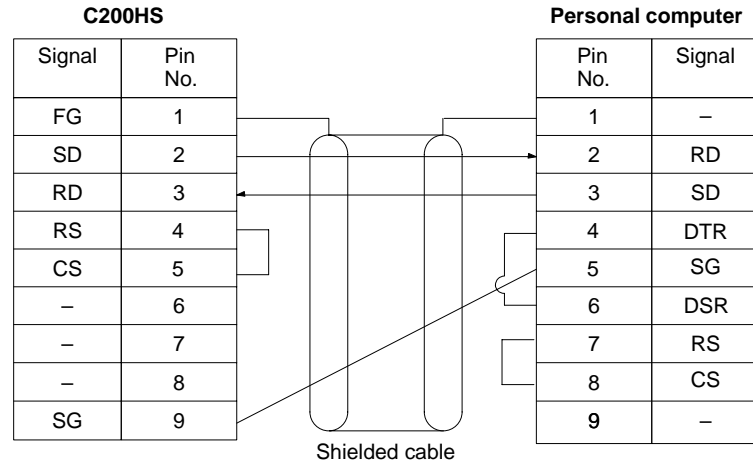 C200HS Personal computer
Signal Pin No. Pin No. Signal
FG 1 1 –
SD 2 2 RD
RD 3 3 SD
RS 4 4 DTR
CS 5 5 SG
– 6 6 DSR
– 7 7 RS
– 8 8 CS
SG 9 9 –
Shielded cable